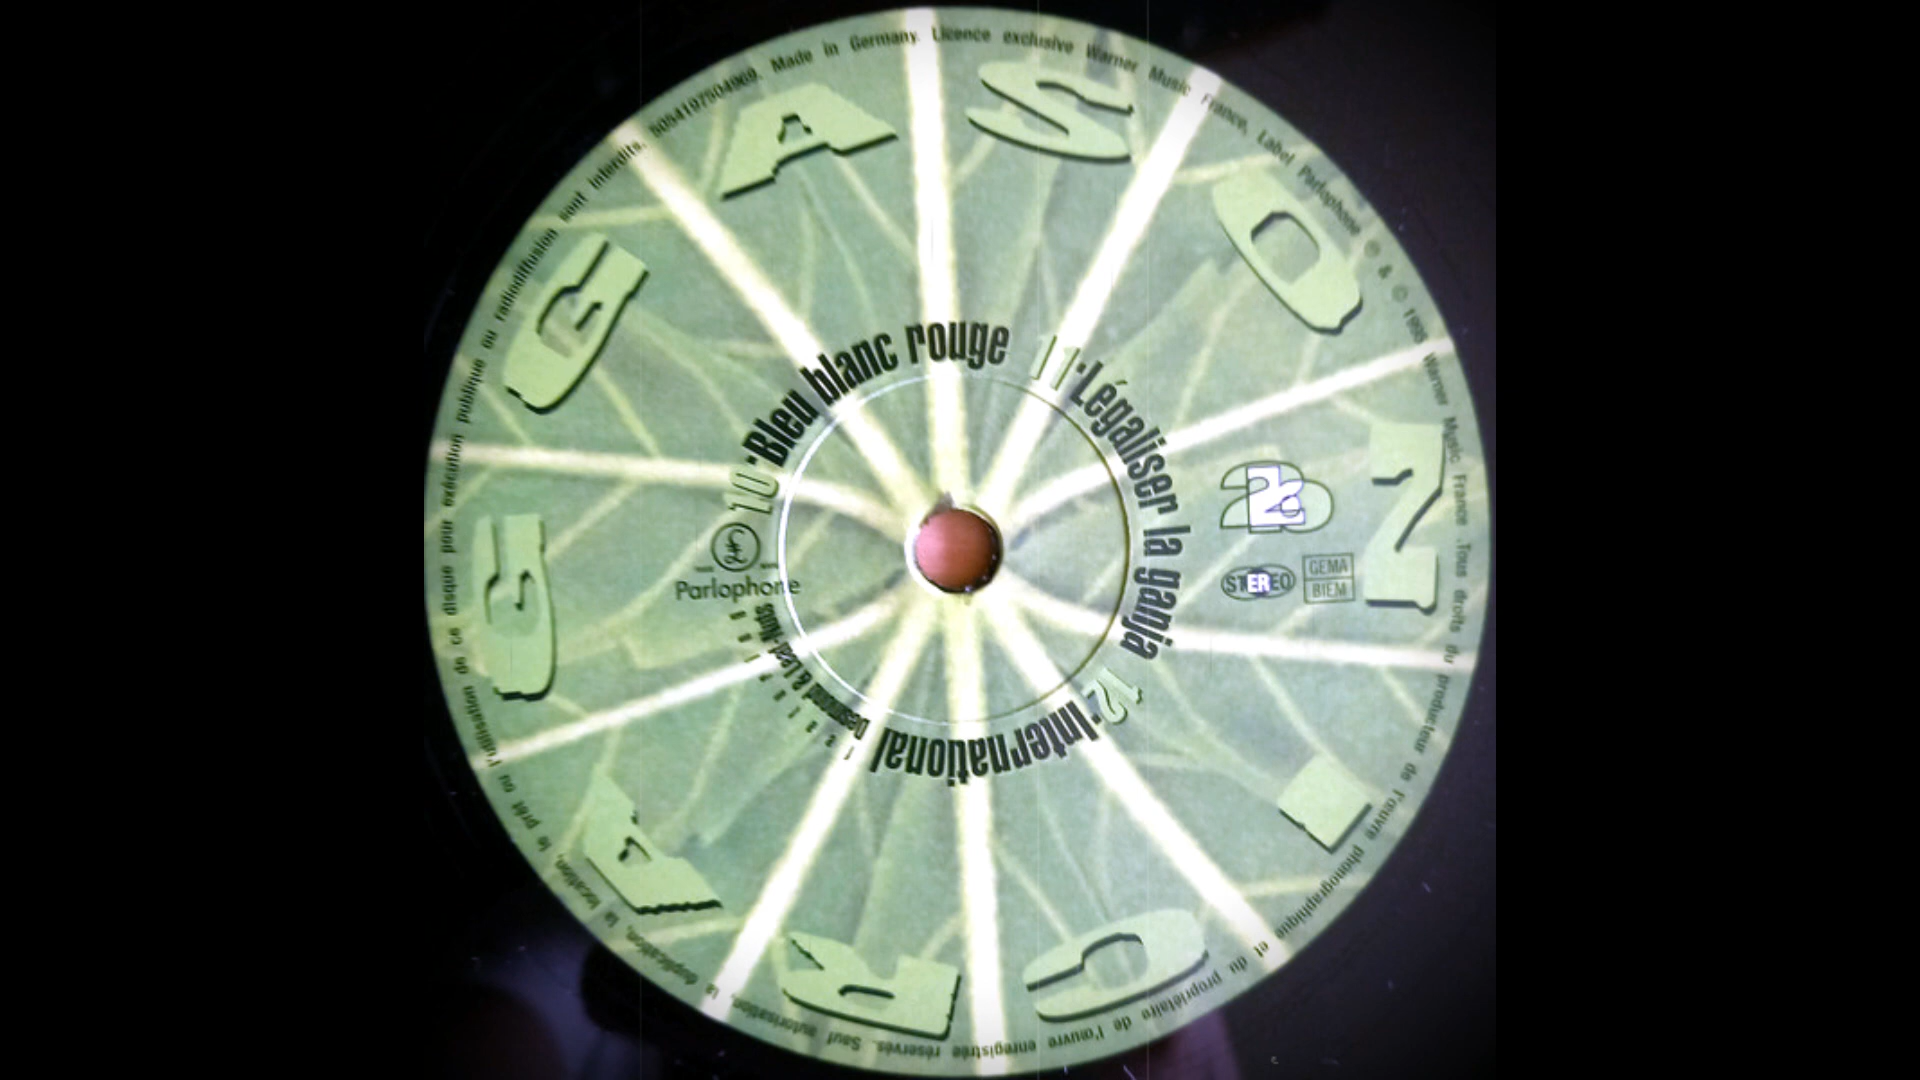 RAGGASONIC
10·Bleu blanc rouge
11·Légaliser la ganja
12·International
Parlophone
STEREO
GEMA
BIEM
.Tous droits du producteur de l'œuvre phonographique et du propriétaire de l'œuvre enregistrée réservés. Sauf autorisation, la duplication, la location, le prêt ou l'utilisation de ce disque pour exécution publique ou radiodiffusion sont interdits. 5054197504969. Made in Germany. Licence exclusive Warner Music France, Label Parlophone ℗ & © 1995 Warner Music France